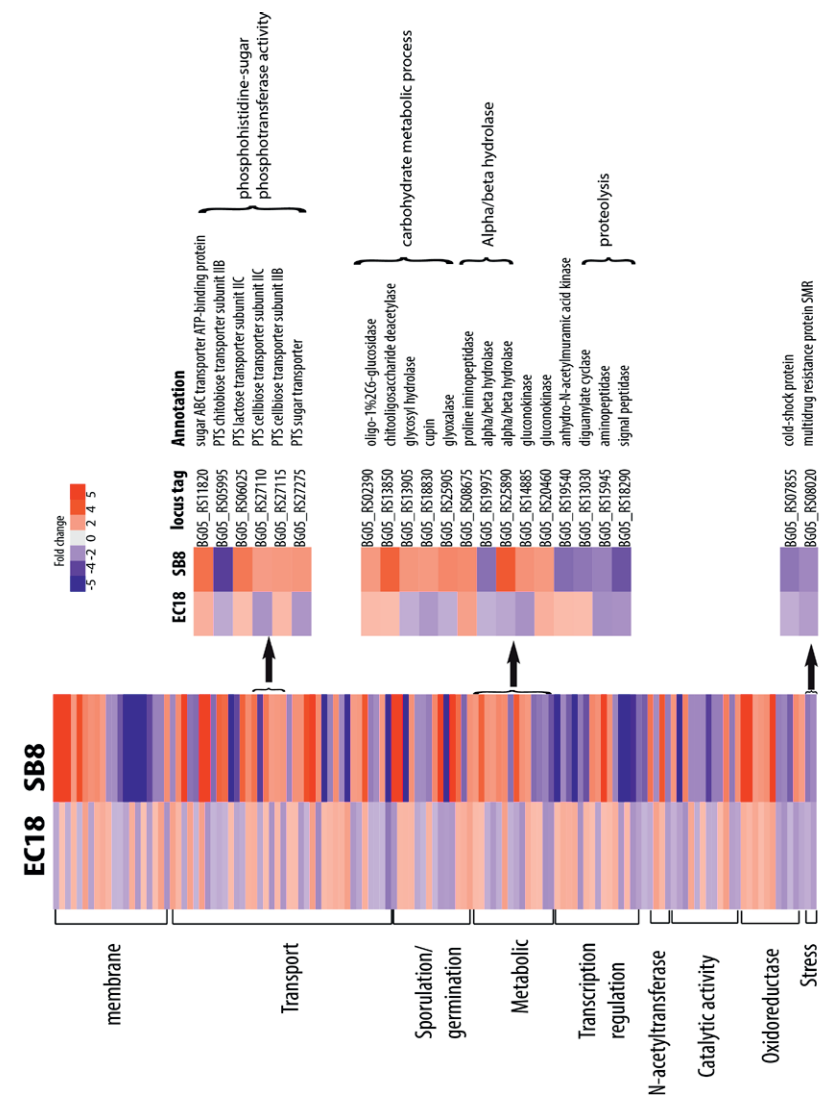 Fold change
-5 -4 -2 0 2 4 5
EC18 SB8
EC18 SB8 locus tag Annotation
BG05_RS11820 sugar ABC transporter ATP-binding protein
BG05_RS05995 PTS chitobiose transporter subunit IIB
BG05_RS06025 PTS lactose transporter subunit IIC
BG05_RS27110 PTS cellbiose transporter subunit IIC
BG05_RS27115 PTS cellbiose transporter subunit IIB
BG05_RS27275 PTS sugar transporter
phosphohistidine-sugar
phosphotransferase activity
BG05_RS02390 oligo-1%2C6-glucosidase
BG05_RS13850 chitooligosaccharide deacetylase
BG05_RS13905 glycosyl hydrolase
BG05_RS18830 cupin
BG05_RS25905 glyoxalase
BG05_RS08675 proline iminopeptidase
BG05_RS19975 alpha/beta hydrolase
BG05_RS25890 alpha/beta hydrolase
BG05_RS14885 gluconokinase
BG05_RS20460 gluconokinase
BG05_RS19540 anhydro-N-acetylmuramic acid kinase
BG05_RS13030 diguanylate cyclase
BG05_RS15945 aminopeptidase
BG05_RS18290 signal peptidase
carbohydrate metabolic process
Alpha/beta hydrolase
proteolysis
BG05_RS07855 cold-shock protein
BG05_RS08020 multidrug resistance protein SMR
membrane
Transport
Sporulation/
germination
Metabolic
Transcription
regulation
N-acetyltransferase
Catalytic activity
Oxidoreductase
Stress